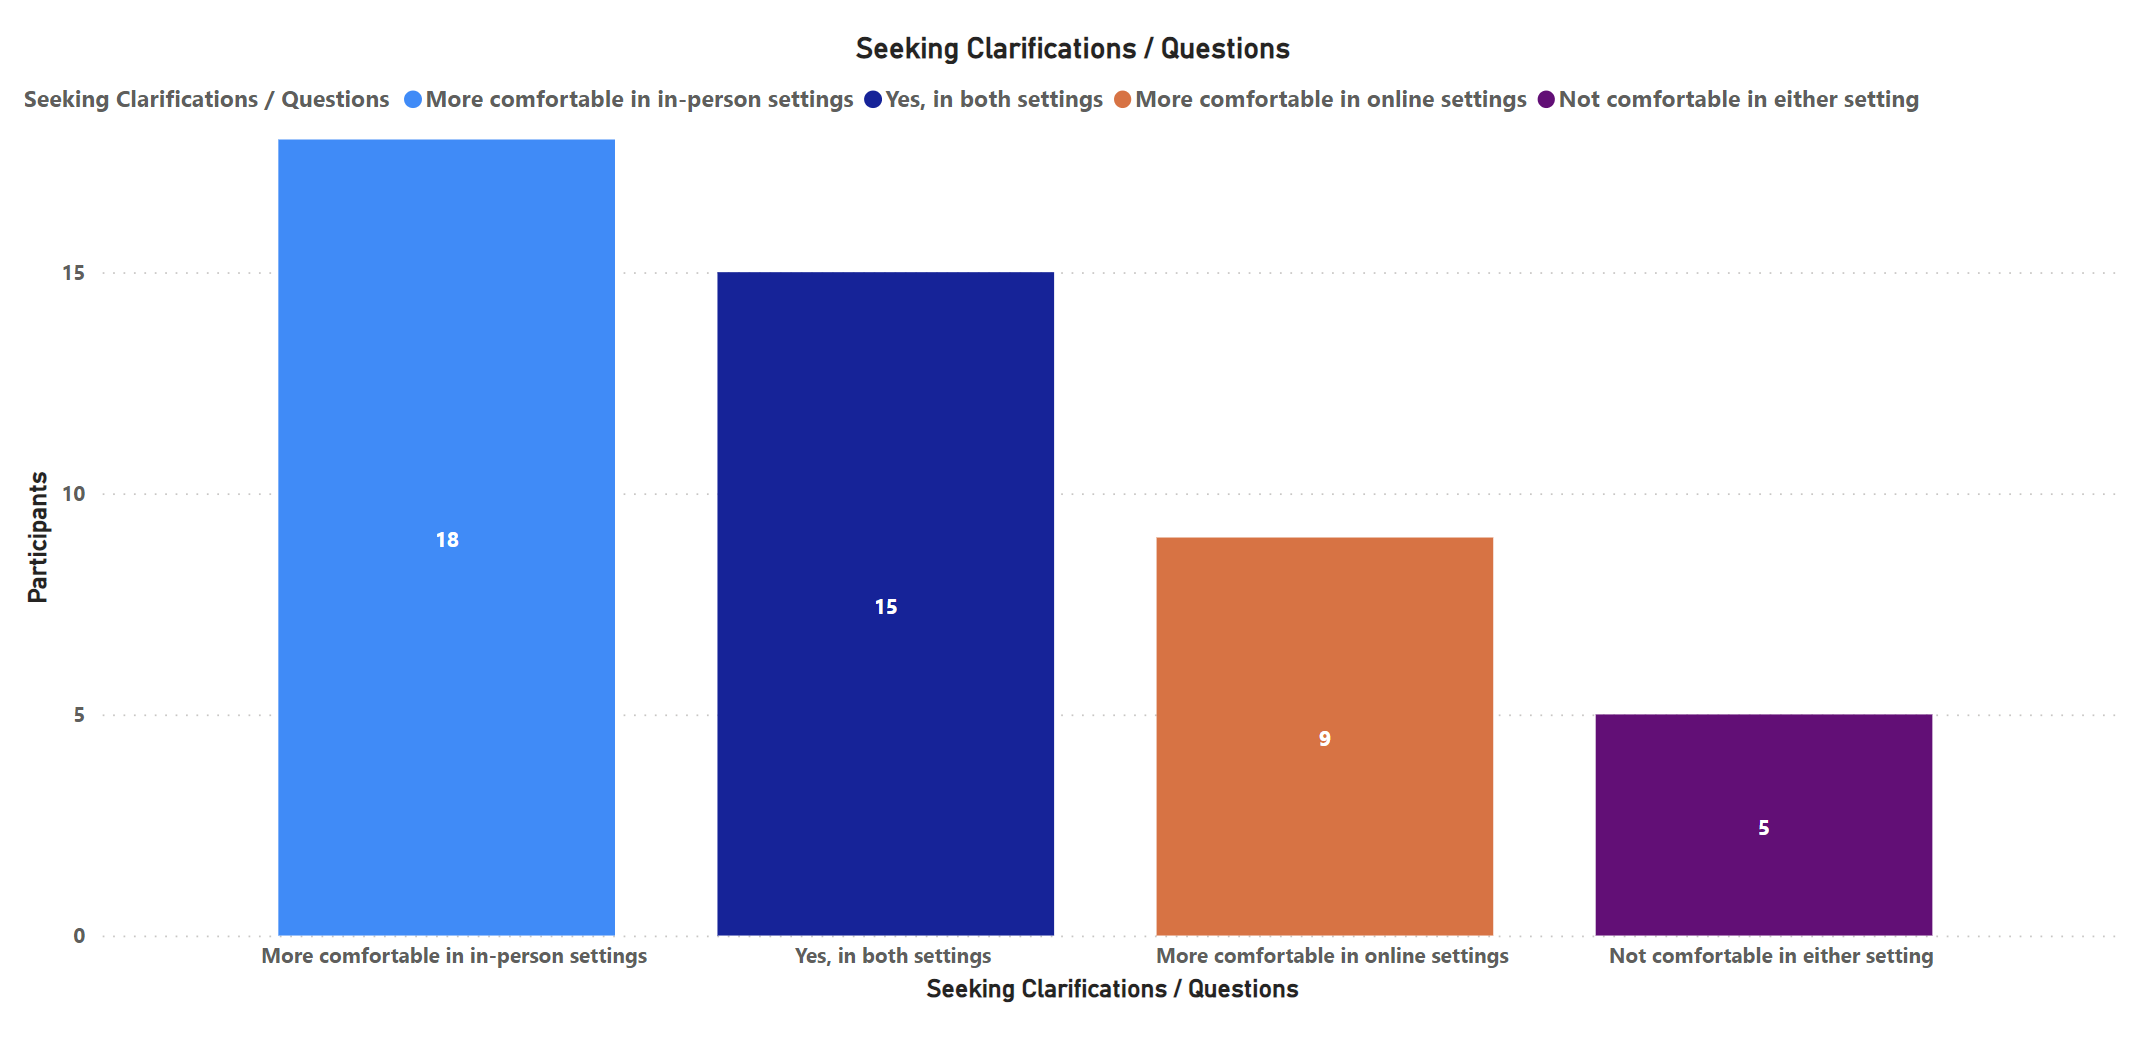 Seeking Clarifications / Questions
Seeking Clarifications / Questions More comfortable in in-person settings Yes, in both settings More comfortable in online settings Not comfortable in either setting
15
10
5
0
Participants
18
15
9
5
More comfortable in in-person settings Yes, in both settings More comfortable in online settings Not comfortable in either setting
Seeking Clarifications / Questions